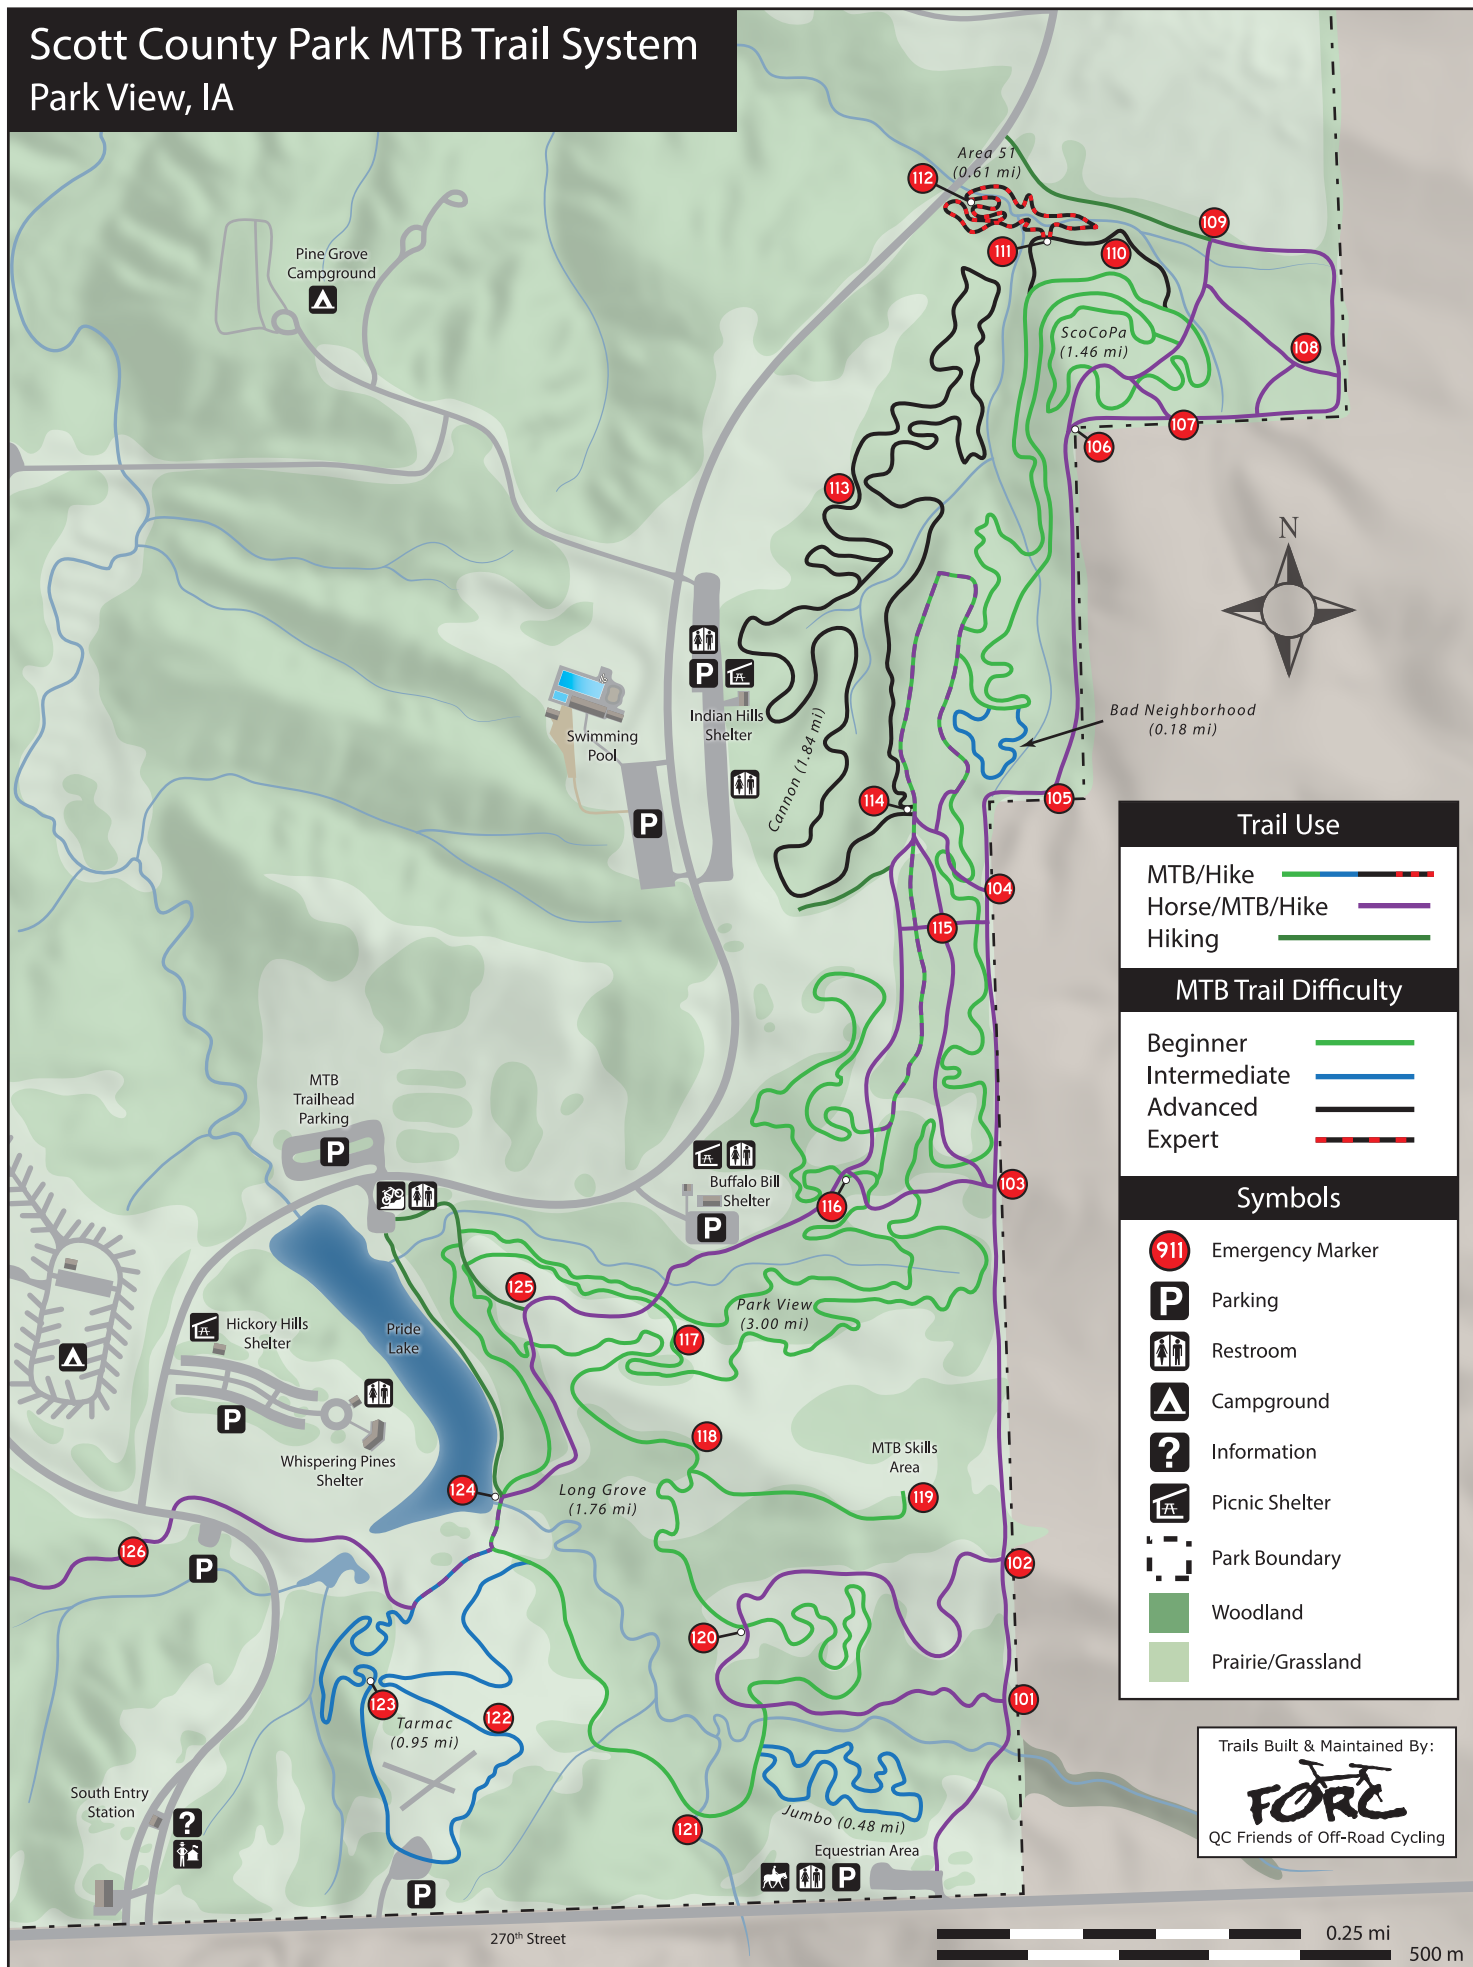 Scott County Park MTB Trail System
Park View, IA
Area 51
(0.61 mi)
112
109
111
110
Pine Grove
Campground
ScoCoPa
(1.46 mi)
108
107
106
113
N
P
Indian Hills
Shelter
Swimming
Pool
P
Cannon (1.84 mi)
Bad Neighborhood
(0.18 mi)
114
105
104
115
Trail Use
MTB/Hike
Horse/MTB/Hike
Hiking
MTB Trail Difficulty
Beginner
Intermediate
Advanced
Expert
Symbols
911 Emergency Marker
P Parking
Restroom
Campground
? Information
Picnic Shelter
Park Boundary
Woodland
Prairie/Grassland
MTB
Trailhead
Parking
P
Buffalo Bill
Shelter
P
116
103
125
Park View
(3.00 mi)
117
Pride
Lake
Hickory Hills
Shelter
P
Whispering Pines
Shelter
118
MTB Skills
Area
119
124
Long Grove
(1.76 mi)
126
P
102
120
101
123
122
Tarmac
(0.95 mi)
South Entry
Station
?
121
Jumbo (0.48 mi)
Equestrian Area
P
P
270th Street
Trails Built & Maintained By:
FORC
QC Friends of Off-Road Cycling
0.25 mi
500 m